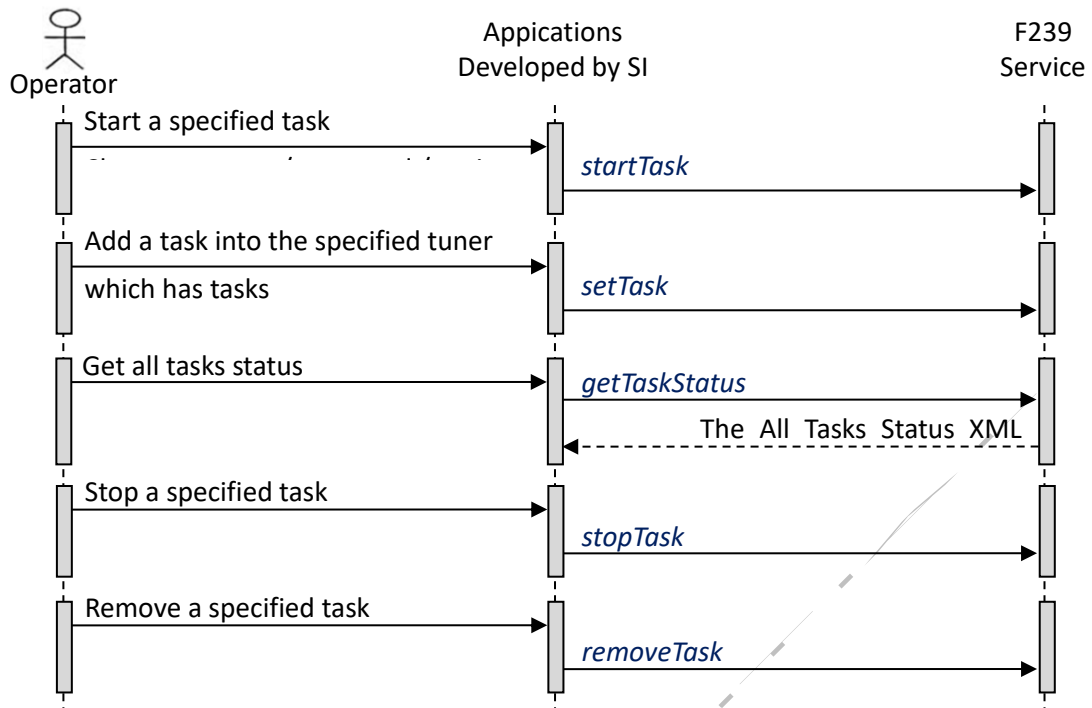 Operator
Appications
Developed by SI
F239
Service
Start a specified task
startTask
Add a task into the specified tuner
which has tasks
setTask
Get all tasks status
getTaskStatus
The All Tasks Status XML
Stop a specified task
stopTask
Remove a specified task
removeTask